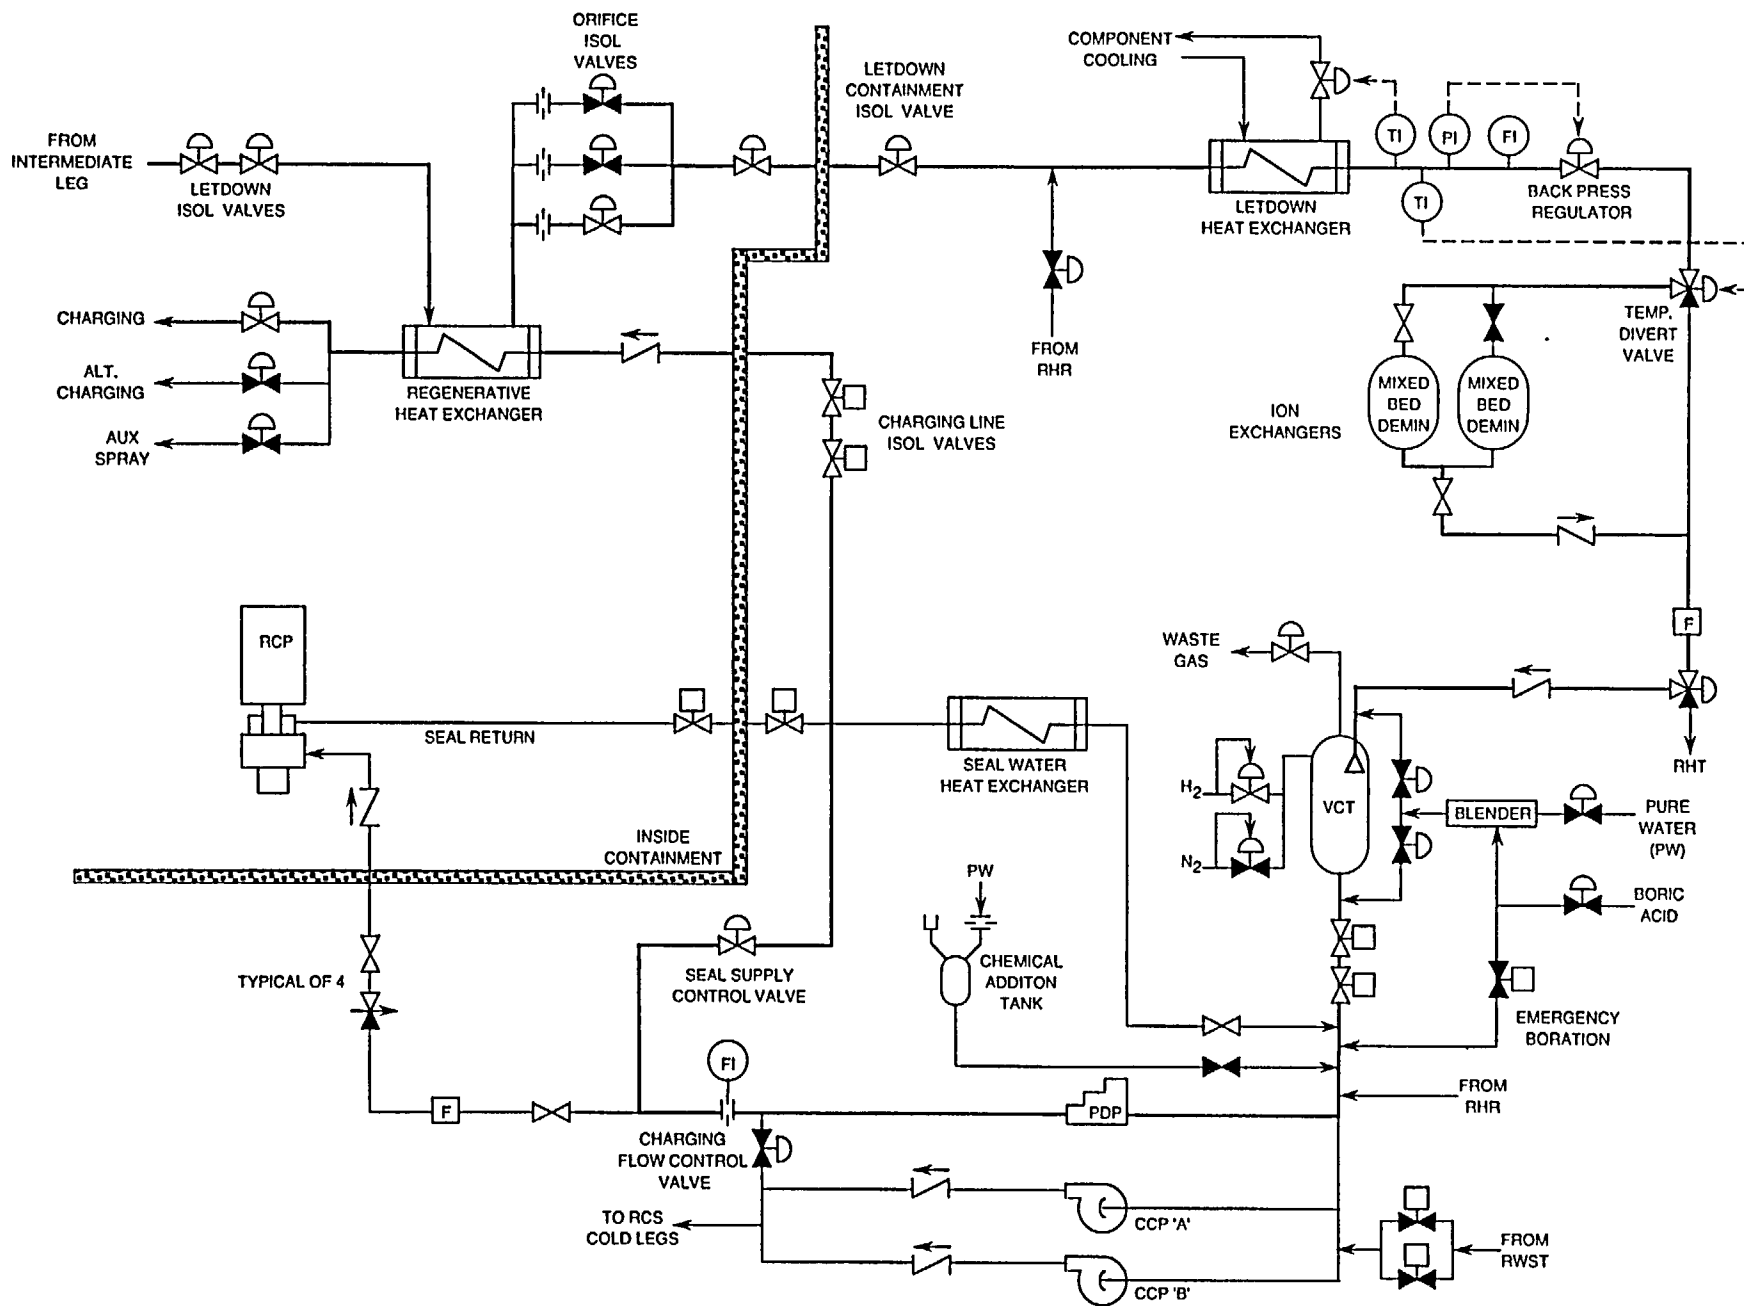 ORIFICE
ISOL
VALVES
FROM
INTERMEDIATE
LEG
LETDOWN
ISOL VALVES
LETDOWN
CONTAINMENT
ISOL VALVE
COMPONENT
COOLING
TI
PI
FI
TI
LETDOWN
HEAT EXCHANGER
BACK PRESS
REGULATOR
CHARGING
ALT.
CHARGING
AUX
SPRAY
REGENERATIVE
HEAT EXCHANGER
FROM
RHR
TEMP.
DIVERT
VALVE
CHARGING LINE
ISOL VALVES
ION
EXCHANGERS
MIXED
BED
DEMIN
MIXED
BED
DEMIN
RCP
SEAL RETURN
F
WASTE
GAS
SEAL WATER
HEAT EXCHANGER
RHT
H2
N2
VCT
BLENDER
PURE
WATER
(PW)
INSIDE
CONTAINMENT
BORIC
ACID
PW
CHEMICAL
ADDITON
TANK
TYPICAL OF 4
SEAL SUPPLY
CONTROL VALVE
EMERGENCY
BORATION
FI
F
PDP
FROM
RHR
CHARGING
FLOW CONTROL
VALVE
TO RCS
COLD LEGS
CCP 'A'
CCP 'B'
FROM
RWST